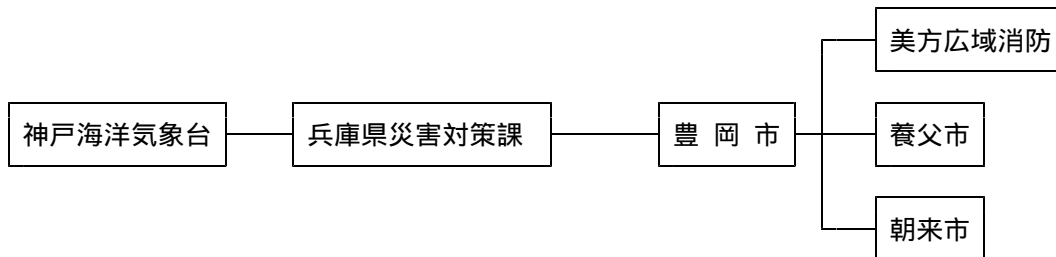 美方広域消防
神戸海洋気象台
兵庫県災害対策課
豊 岡 市
養父市
朝来市